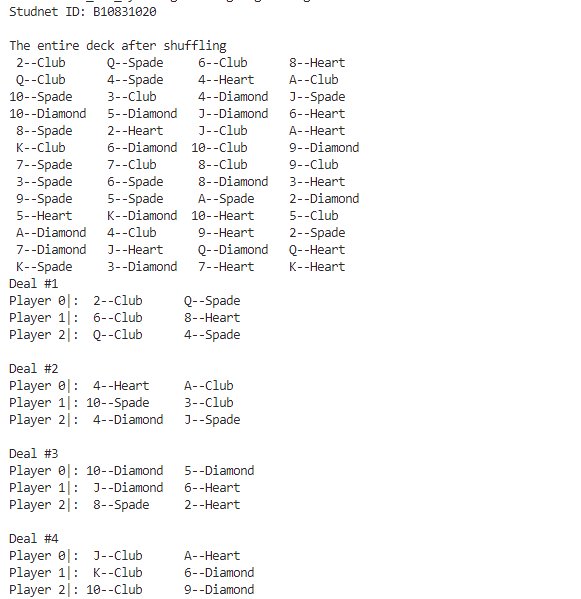 Studnet ID: B10831020
The entire deck after shuffling
2--Club Q--Spade 6--Club 8--Heart
Q--Club 4--Spade 4--Heart A--Club
10--Spade 3--Club 4--Diamond J--Spade
10--Diamond 5--Diamond J--Diamond 6--Heart
8--Spade 2--Heart J--Club A--Heart
K--Club 6--Diamond 10--Club 9--Diamond
7--Spade 7--Club 8--Club 9--Club
3--Spade 6--Spade 8--Diamond 3--Heart
9--Spade 5--Spade A--Spade 2--Diamond
5--Heart K--Diamond 10--Heart 5--Club
A--Diamond 4--Club 9--Heart 2--Spade
7--Diamond J--Heart Q--Diamond Q--Heart
K--Spade 3--Diamond 7--Heart K--Heart
Deal #1
Player 0|: 2--Club Q--Spade
Player 1|: 6--Club 8--Heart
Player 2|: Q--Club 4--Spade
Deal #2
Player 0|: 4--Heart A--Club
Player 1|: 10--Spade 3--Club
Player 2|: 4--Diamond J--Spade
Deal #3
Player 0|: 10--Diamond 5--Diamond
Player 1|: J--Diamond 6--Heart
Player 2|: 8--Spade 2--Heart
Deal #4
Player 0|: J--Club A--Heart
Player 1|: K--Club 6--Diamond
Player 2|: 10--Club 9--Diamond